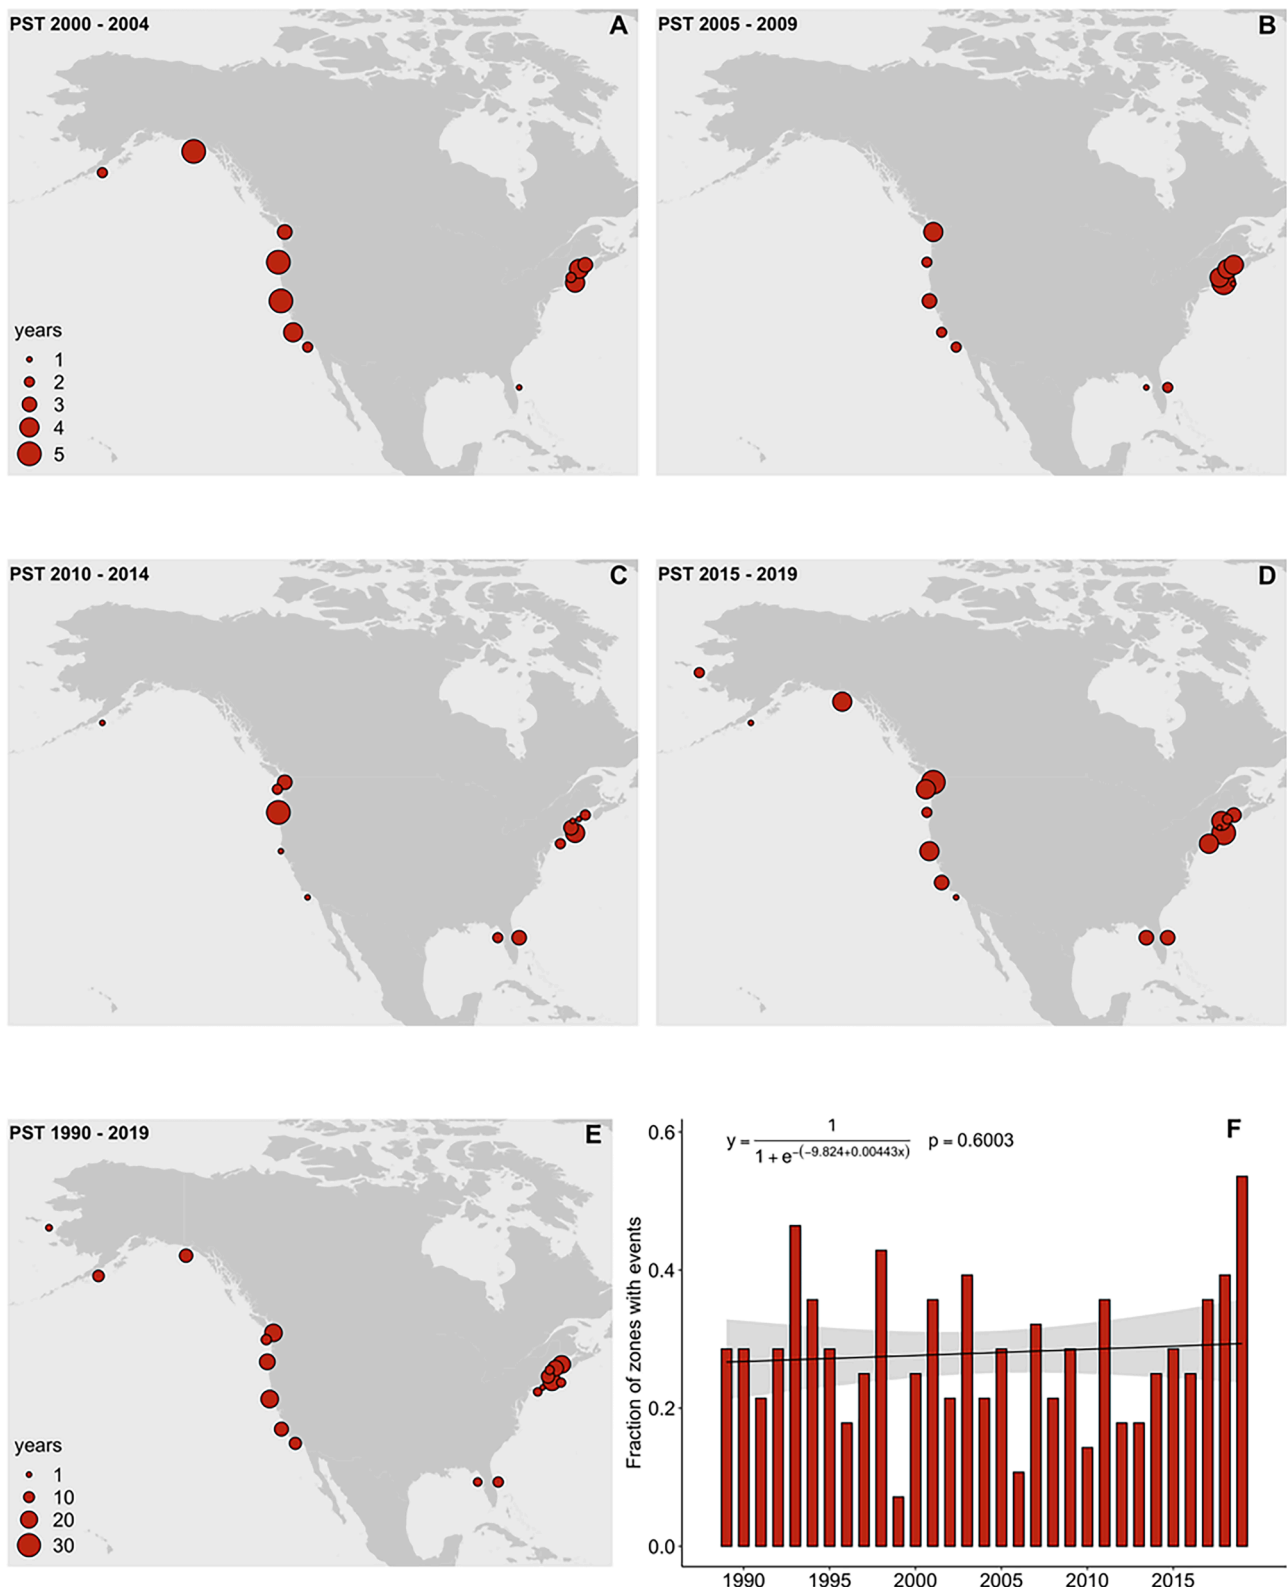 PST 2000 - 2004
A
years
1
2
3
4
5
PST 2005 - 2009
B
PST 2010 - 2014
C
PST 2015 - 2019
D
PST 1990 - 2019
E
years
1
10
20
30
F
y = 1 / 1 + e^−(−9.824+0.00443x) p = 0.6003
Fraction of zones with events
0.6
0.4
0.2
0.0
1990 1995 2000 2005 2010 2015